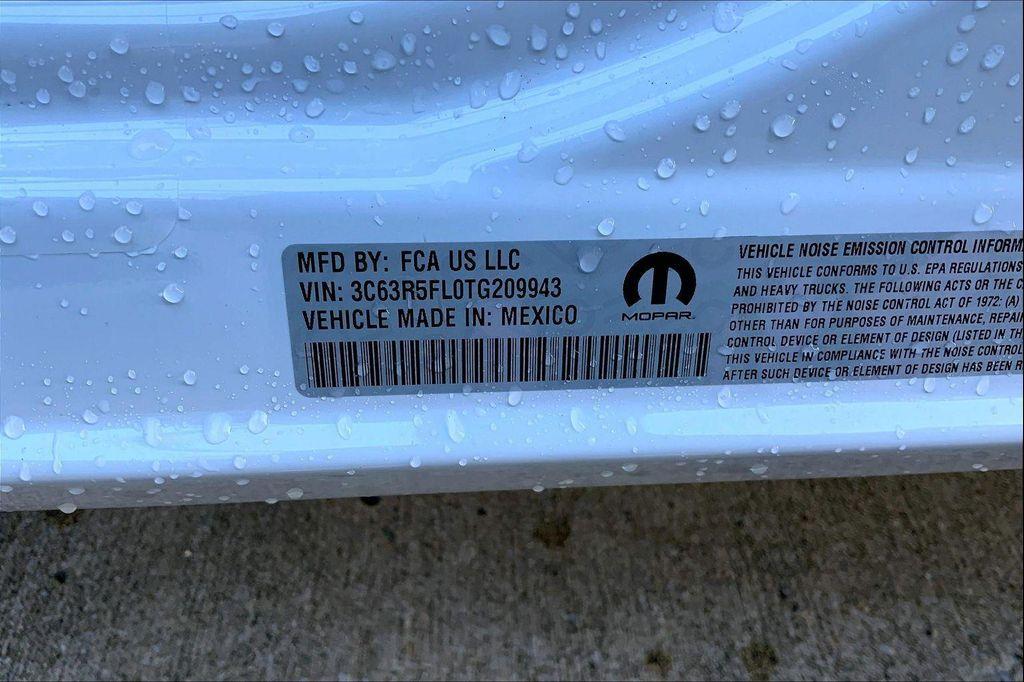 MFD BY: FCA US LLC
VIN: 3C63R5FL0TG209943
VEHICLE MADE IN: MEXICO
MOPAR.
VEHICLE NOISE EMISSION CONTROL INFORM
THIS VEHICLE CONFORMS TO U.S. EPA REGULATIONS
AND HEAVY TRUCKS. THE FOLLOWING ACTS OR THE C
PROHIBITED BY THE NOISE CONTROL ACT OF 1972: (A)
OTHER THAN FOR PURPOSES OF MAINTENANCE, REPAIR
CONTROL DEVICE OR ELEMENT OF DESIGN (LISTED IN TH
THIS VEHICLE IN COMPLIANCE WITH THE NOISE CONTROL
AFTER SUCH DEVICE OR ELEMENT OF DESIGN HAS BEEN R